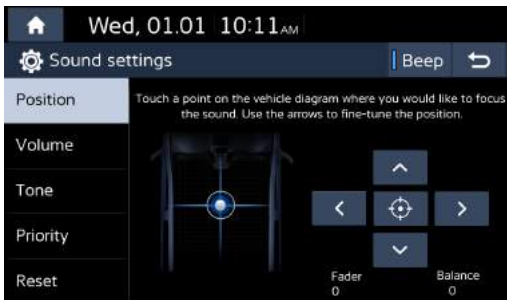 Wed, 01.01 10:11 AM
Sound settings
Beep
Position
Touch a point on the vehicle diagram where you would like to focus
the sound. Use the arrows to fine-tune the position.
Volume
Tone
Priority
Reset
Fader
0
Balance
0